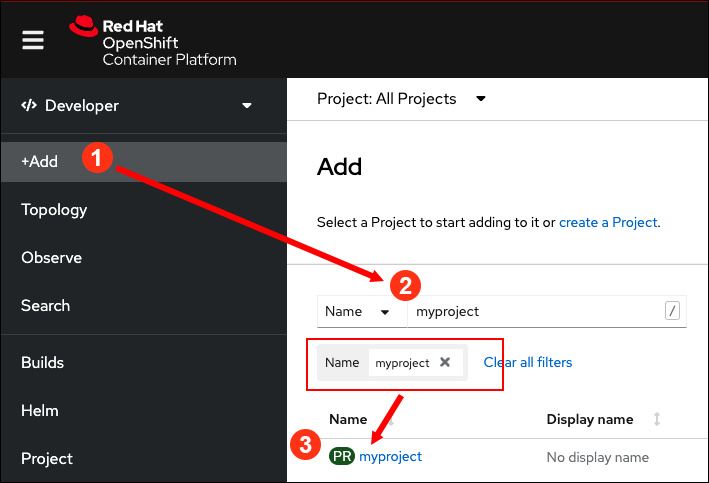 Red Hat
OpenShift
Container Platform
</> Developer
Project: All Projects
+Add
1
Topology
Observe
Search
Builds
Helm
Project
Add
Select a Project to start adding to it or create a Project.
2
Name myproject /
Name myproject Clear all filters
Name Display name
3
PR myproject No display name